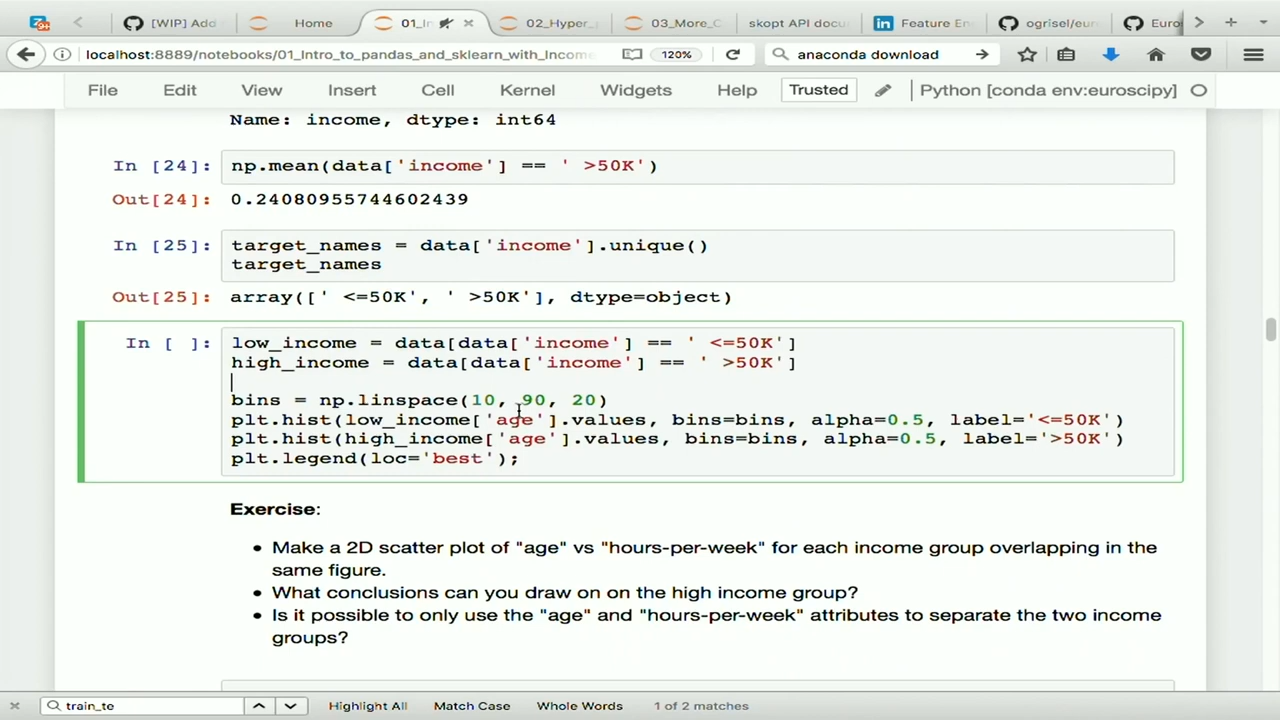 [WIP] Add
Home
01_In
02_Hyper_
03_More_C
skopt API docu
Feature En
ogrisel/eur
Euros
localhost:8889/notebooks/01_Intro_to_pandas_and_sklearn_with_Income
120%
anaconda download
File Edit View Insert Cell Kernel Widgets Help Trusted Python [conda env:euroscipy]
Name: income, dtype: int64
In [24]: np.mean(data['income'] == ' >50K')
Out[24]: 0.24080955744602439
In [25]: target_names = data['income'].unique()
target_names
Out[25]: array([' <=50K', ' >50K'], dtype=object)
In [ ]: low_income = data[data['income'] == ' <=50K']
high_income = data[data['income'] == ' >50K']
bins = np.linspace(10, 90, 20)
plt.hist(low_income['age'].values, bins=bins, alpha=0.5, label='<=50K')
plt.hist(high_income['age'].values, bins=bins, alpha=0.5, label='>50K')
plt.legend(loc='best');
Exercise:
• Make a 2D scatter plot of "age" vs "hours-per-week" for each income group overlapping in the
same figure.
• What conclusions can you draw on on the high income group?
• Is it possible to only use the "age" and "hours-per-week" attributes to separate the two income
groups?
train_te
Highlight All Match Case Whole Words 1 of 2 matches